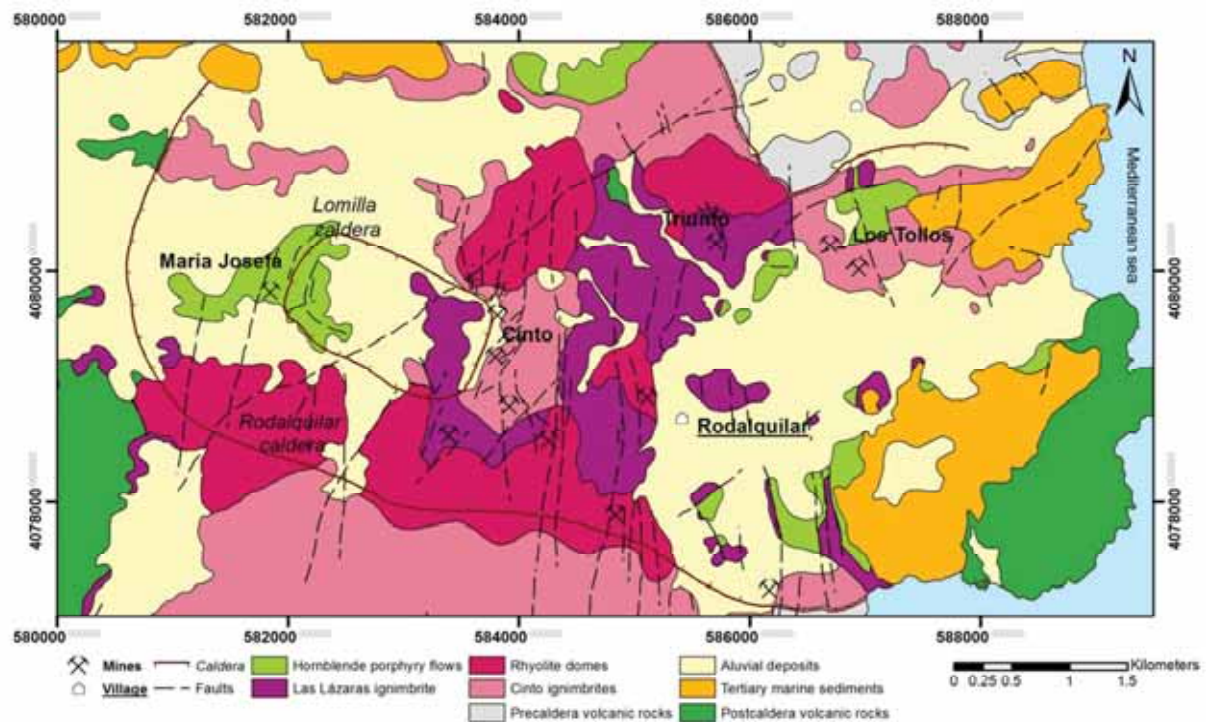 580000 582000 584000 586000 588000
N
Mediterranean sea
Lomilla
caldera
Triunfo
Los Tollos
Maria Josefa
4080000
4080000
Cinto
Rodalquilar
caldera
Rodalquilar
4078000
4078000
580000 582000 584000 586000 588000
Mines Caldera Hornblende porphyry flows Rhyolite domes Alluvial deposits Kilometers
Village Faults Las Lázaras ignimbrite Cinto ignimbrites Tertiary marine sediments 0 0.25 0.5 1 1.5
Precaldera volcanic rocks Postcaldera volcanic rocks